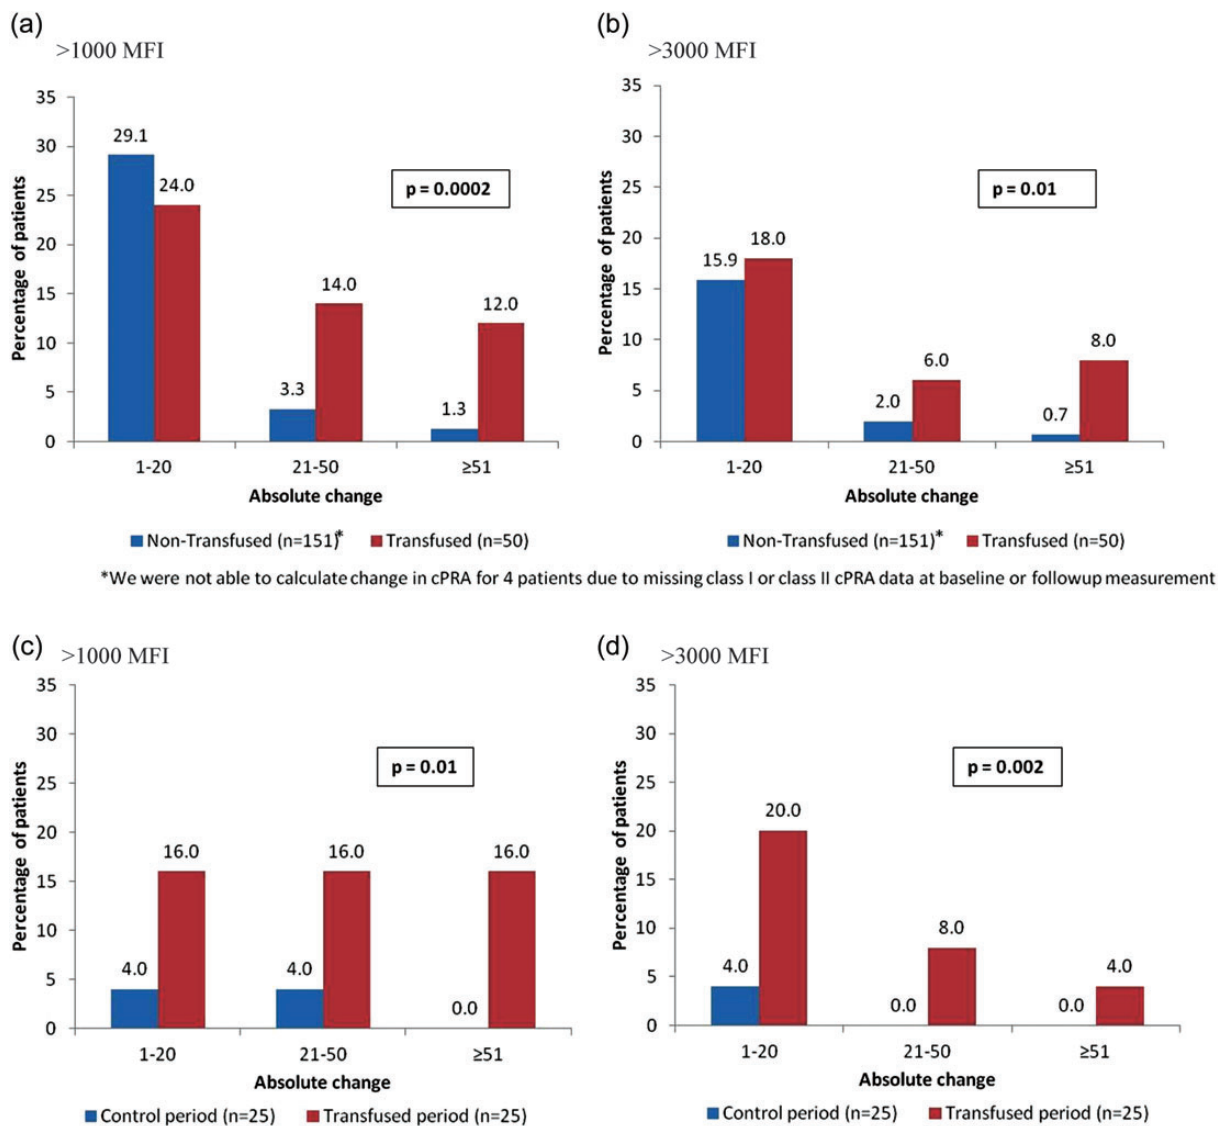 (a)
>1000 MFI
35
30
25
20
15
10
5
0
Percentage of patients
29.1
24.0
3.3
14.0
1.3
12.0
p = 0.0002
1-20 21-50 ≥51
Absolute change
Non-Transfused (n=151)* Transfused (n=50)
(b)
>3000 MFI
35
30
25
20
15
10
5
0
Percentage of patients
15.9
18.0
2.0
6.0
0.7
8.0
p = 0.01
1-20 21-50 ≥51
Absolute change
Non-Transfused (n=151)* Transfused (n=50)
*We were not able to calculate change in cPRA for 4 patients due to missing class I or class II cPRA data at baseline or followup measurement
(c)
>1000 MFI
35
30
25
20
15
10
5
0
Percentage of patients
4.0
16.0
4.0
16.0
0.0
16.0
p = 0.01
1-20 21-50 ≥51
Absolute change
Control period (n=25) Transfused period (n=25)
(d)
>3000 MFI
35
30
25
20
15
10
5
0
Percentage of patients
4.0
20.0
0.0
8.0
0.0
4.0
p = 0.002
1-20 21-50 ≥51
Absolute change
Control period (n=25) Transfused period (n=25)